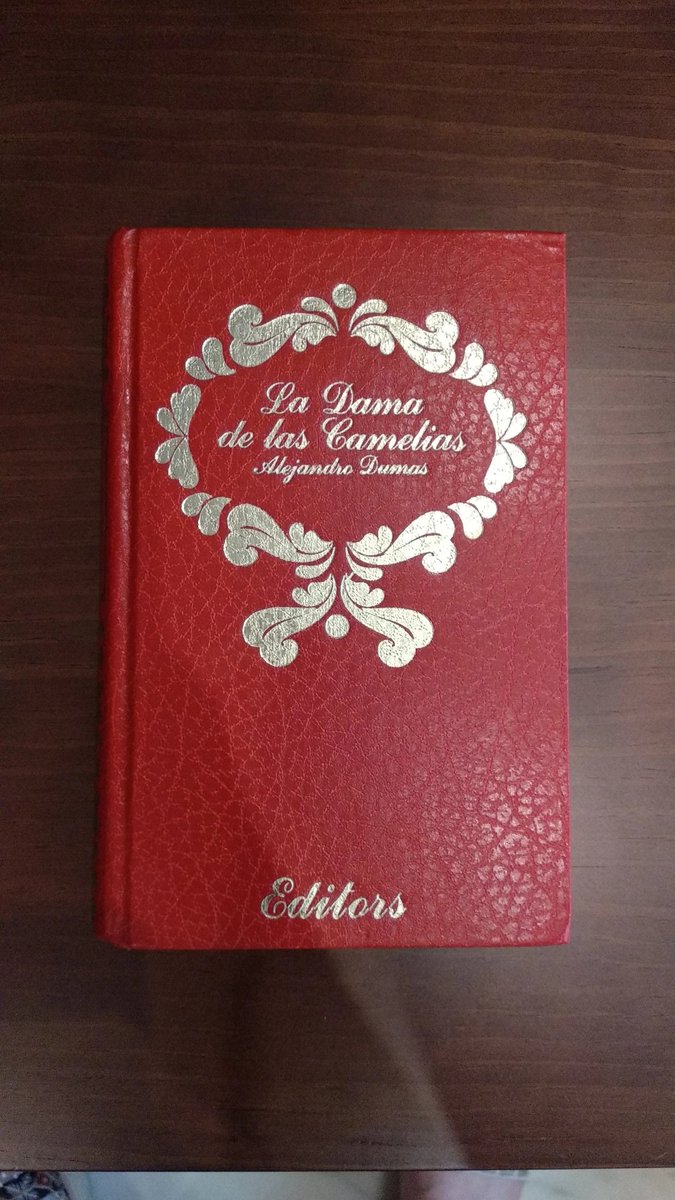 La Dama
de las Camelias
Alejandro Dumas
Editors